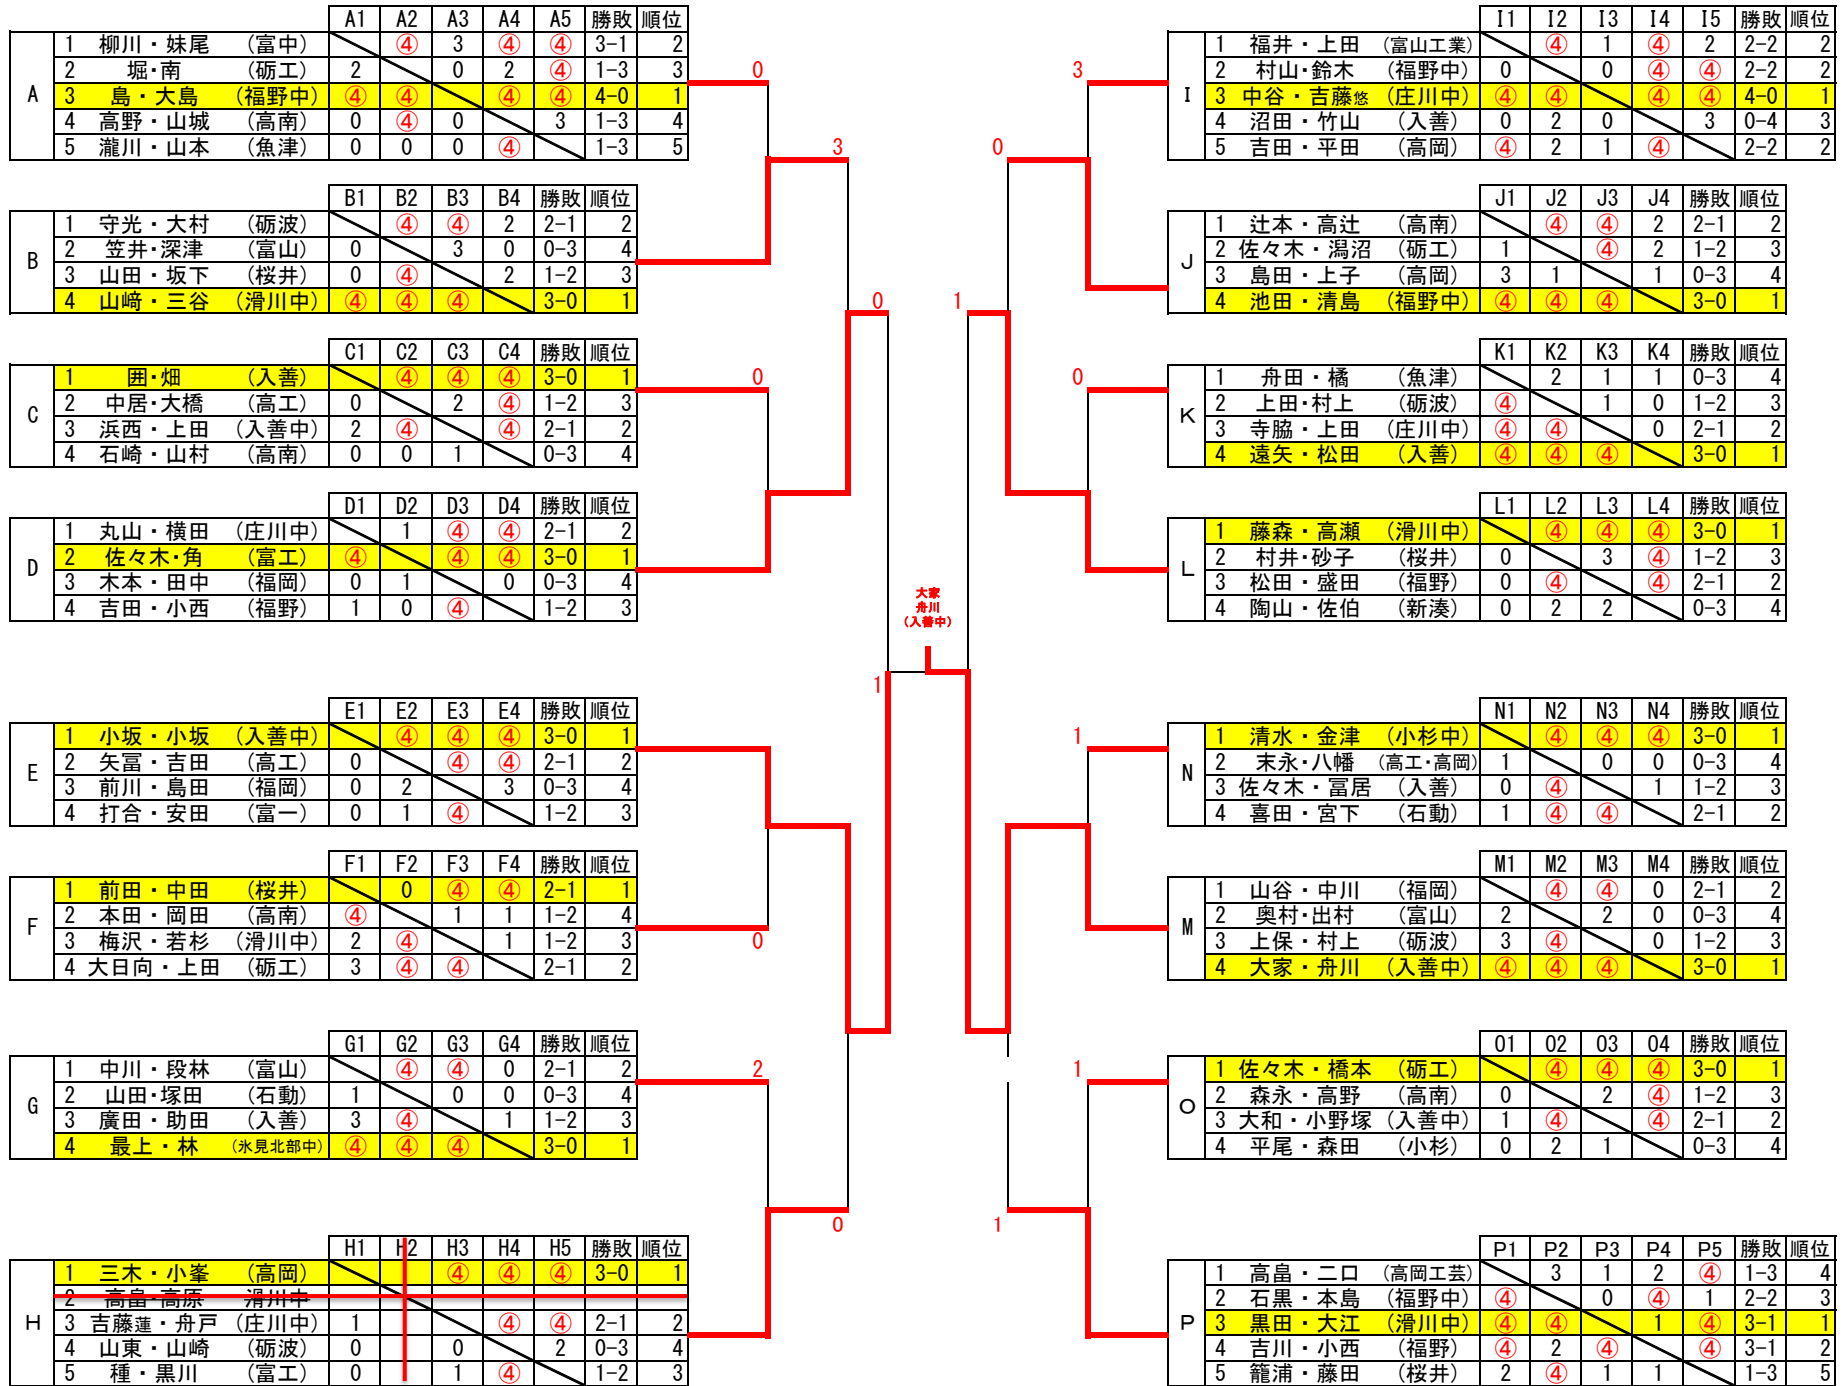 A1 A2 A3 A4 A5 勝敗 順位
A
1 柳川・妹尾 (富中) ④ 3 ④ ④ 3-1 2
2 堀・南 (砺工) 2 0 2 ④ 1-3 3
3 島・大島 (福野中) ④ ④ ④ ④ 4-0 1
4 高野・山城 (高南) 0 ④ 0 3 1-3 4
5 瀧川・山本 (魚津) 0 0 0 ④ 1-3 5
0
3
B1 B2 B3 B4 勝敗 順位
B
1 守光・大村 (砺波) ④ ④ 2 2-1 2
2 笠井・深津 (富山) 0 3 0 0-3 4
3 山田・坂下 (桜井) 0 ④ 2 1-2 3
4 山﨑・三谷 (滑川中) ④ ④ ④ 3-0 1
0
C1 C2 C3 C4 勝敗 順位
C
1 囲・畑 (入善) ④ ④ ④ 3-0 1
2 中居・大橋 (高工) 0 2 ④ 1-2 3
3 浜西・上田 (入善中) 2 ④ ④ 2-1 2
4 石崎・山村 (高南) 0 0 1 0-3 4
0
D1 D2 D3 D4 勝敗 順位
D
1 丸山・横田 (庄川中) 1 ④ ④ 2-1 2
2 佐々木・角 (富工) ④ ④ ④ 3-0 1
3 木本・田中 (福岡) 0 1 0 0-3 4
4 吉田・小西 (福野) 1 0 ④ 1-2 3
E1 E2 E3 E4 勝敗 順位
E
1 小坂・小坂 (入善中) ④ ④ ④ 3-0 1
2 矢冨・吉田 (高工) 0 ④ ④ 2-1 2
3 前川・島田 (福岡) 0 2 3 0-3 4
4 打合・安田 (富一) 0 1 ④ 1-2 3
1
F1 F2 F3 F4 勝敗 順位
F
1 前田・中田 (桜井) 0 ④ ④ 2-1 1
2 本田・岡田 (高南) ④ 1 1 1-2 4
3 梅沢・若杉 (滑川中) 2 ④ 1 1-2 3
4 大日向・上田 (砺工) 3 ④ ④ 2-1 2
0
G1 G2 G3 G4 勝敗 順位
G
1 中川・段林 (富山) ④ ④ 0 2-1 2
2 山田・塚田 (石動) 1 0 0 0-3 4
3 廣田・助田 (入善) 3 ④ 1 1-2 3
4 最上・林 (氷見北部中) ④ ④ ④ 3-0 1
2
0
H1 H2 H3 H4 H5 勝敗 順位
H
1 三木・小峯 (高岡) ④ ④ ④ 3-0 1
2 高畠・高原 滑川中
3 吉藤蓮・舟戸 (庄川中) 1 ④ ④ 2-1 2
4 山東・山崎 (砺波) 0 0 2 0-3 4
5 種・黒川 (富工) 0 1 ④ 1-2 3
大家
舟川
(入善中)
I1 I2 I3 I4 I5 勝敗 順位
I
1 福井・上田 (富山工業) ④ 1 ④ 2 2-2 2
2 村山・鈴木 (福野中) 0 0 ④ ④ 2-2 2
3 中谷・吉藤悠 (庄川中) ④ ④ ④ ④ 4-0 1
4 沼田・竹山 (入善) 0 2 0 3 0-4 3
5 吉田・平田 (高岡) ④ 2 1 ④ 2-2 2
3
0
J1 J2 J3 J4 勝敗 順位
J
1 辻本・高辻 (高南) ④ ④ 2 2-1 2
2 佐々木・潟沼 (砺工) 1 ④ 2 1-2 3
3 島田・上子 (高岡) 3 1 1 0-3 4
4 池田・清島 (福野中) ④ ④ ④ 3-0 1
1
K1 K2 K3 K4 勝敗 順位
K
1 舟田・橘 (魚津) 2 1 1 0-3 4
2 上田・村上 (砺波) ④ 1 0 1-2 3
3 寺脇・上田 (庄川中) ④ ④ 0 2-1 2
4 遠矢・松田 (入善) ④ ④ ④ 3-0 1
0
L1 L2 L3 L4 勝敗 順位
L
1 藤森・高瀬 (滑川中) ④ ④ ④ 3-0 1
2 村井・砂子 (桜井) 0 3 ④ 1-2 3
3 松田・盛田 (福野) 0 ④ ④ 2-1 2
4 陶山・佐伯 (新湊) 0 2 2 0-3 4
N1 N2 N3 N4 勝敗 順位
N
1 清水・金津 (小杉中) ④ ④ ④ 3-0 1
2 末永・八幡 (高工・高岡) 1 0 0 0-3 4
3 佐々木・冨居 (入善) 0 ④ 1 1-2 3
4 喜田・宮下 (石動) 1 ④ ④ 2-1 2
1
M1 M2 M3 M4 勝敗 順位
M
1 山谷・中川 (福岡) ④ ④ 0 2-1 2
2 奥村・出村 (富山) 2 2 0 0-3 4
3 上保・村上 (砺波) 3 ④ 0 1-2 3
4 大家・舟川 (入善中) ④ ④ ④ 3-0 1
O1 O2 O3 O4 勝敗 順位
O
1 佐々木・橋本 (砺工) ④ ④ ④ 3-0 1
2 森永・高野 (高南) 0 2 ④ 1-2 3
3 大和・小野塚 (入善中) 1 ④ ④ 2-1 2
4 平尾・森田 (小杉) 0 2 1 0-3 4
1
1
P1 P2 P3 P4 P5 勝敗 順位
P
1 高畠・二口 (高岡工芸) 3 1 2 ④ 1-3 4
2 石黒・本島 (福野中) ④ 0 ④ 1 2-2 3
3 黒田・大江 (滑川中) ④ ④ 1 ④ 3-1 1
4 吉川・小西 (福野) ④ 2 ④ ④ 3-1 2
5 籠浦・藤田 (桜井) 2 ④ 1 1 1-3 5